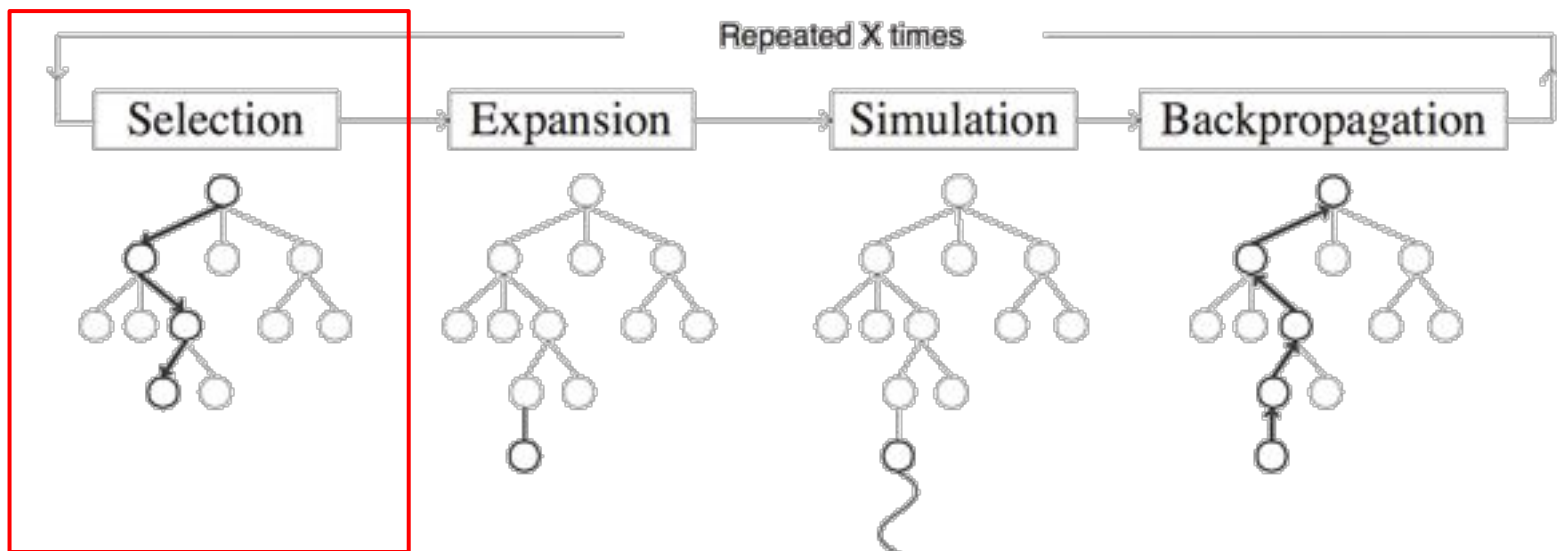 Repeated X times
Selection
Expansion
Simulation
Backpropagation